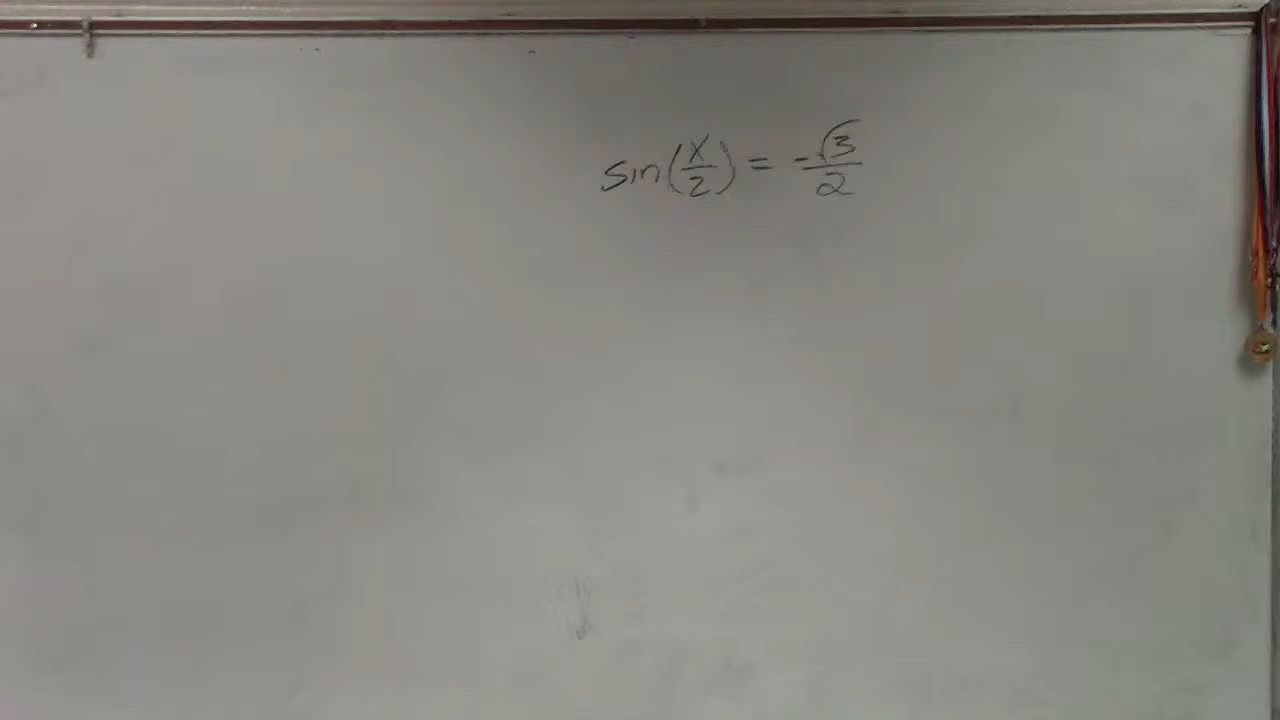 sin(x/2) = -√3/2